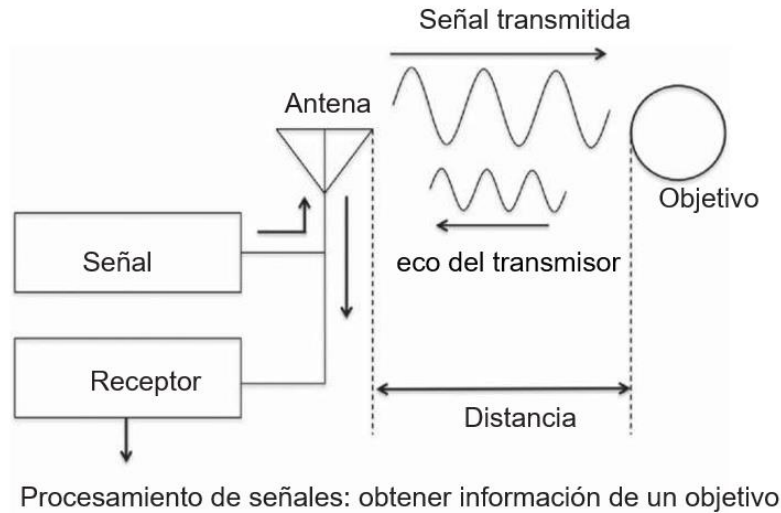 Señal transmitida
Antena
Objetivo
Señal
eco del transmisor
Receptor
Distancia
Procesamiento de señales: obtener información de un objetivo